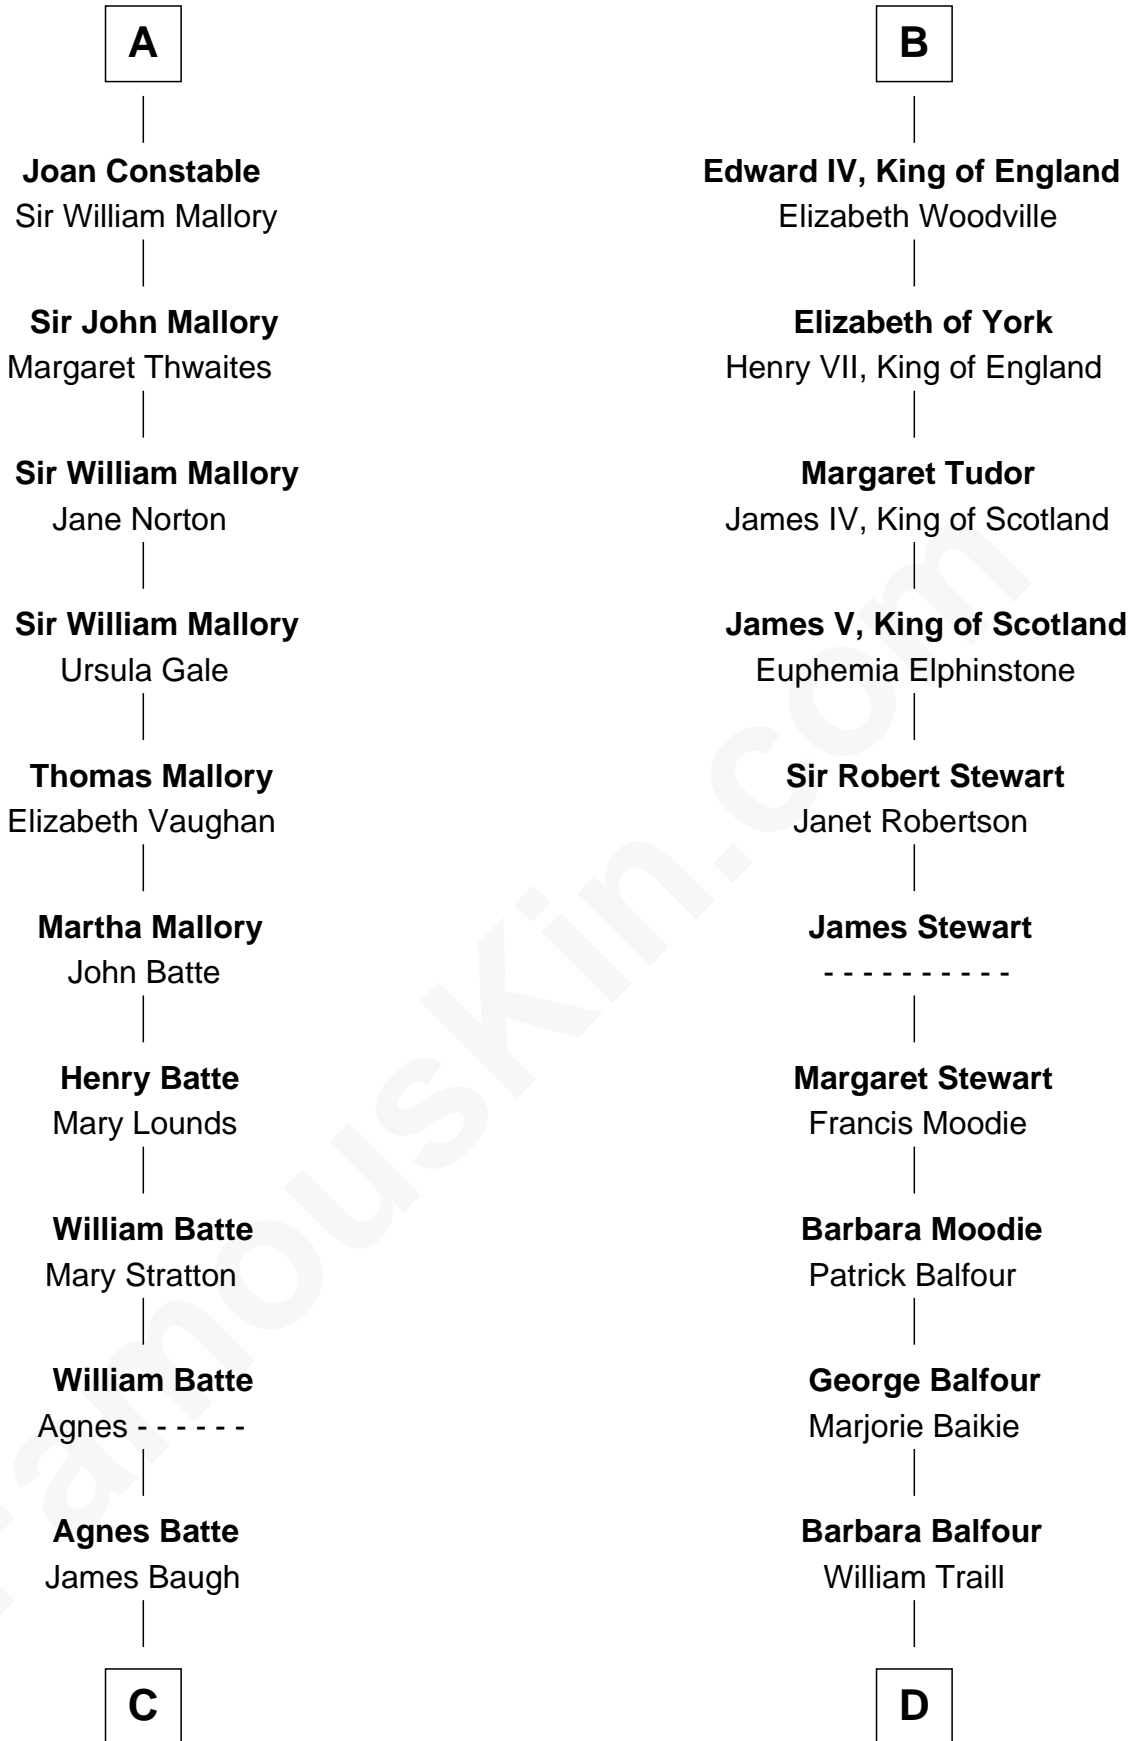 A
Joan Constable
Sir William Mallory
Sir John Mallory
Margaret Thwaites
Sir William Mallory
Jane Norton
Sir William Mallory
Ursula Gale
Thomas Mallory
Elizabeth Vaughan
Martha Mallory
John Batte
Henry Batte
Mary Lounds
William Batte
Mary Stratton
William Batte
Agnes - - - - - -
Agnes Batte
James Baugh
C
B
Edward IV, King of England
Elizabeth Woodville
Elizabeth of York
Henry VII, King of England
Margaret Tudor
James IV, King of Scotland
James V, King of Scotland
Euphemia Elphinstone
Sir Robert Stewart
Janet Robertson
James Stewart
- - - - - - - - - -
Margaret Stewart
Francis Moodie
Barbara Moodie
Patrick Balfour
George Balfour
Marjorie Baikie
Barbara Balfour
William Traill
D
FamousKin.com